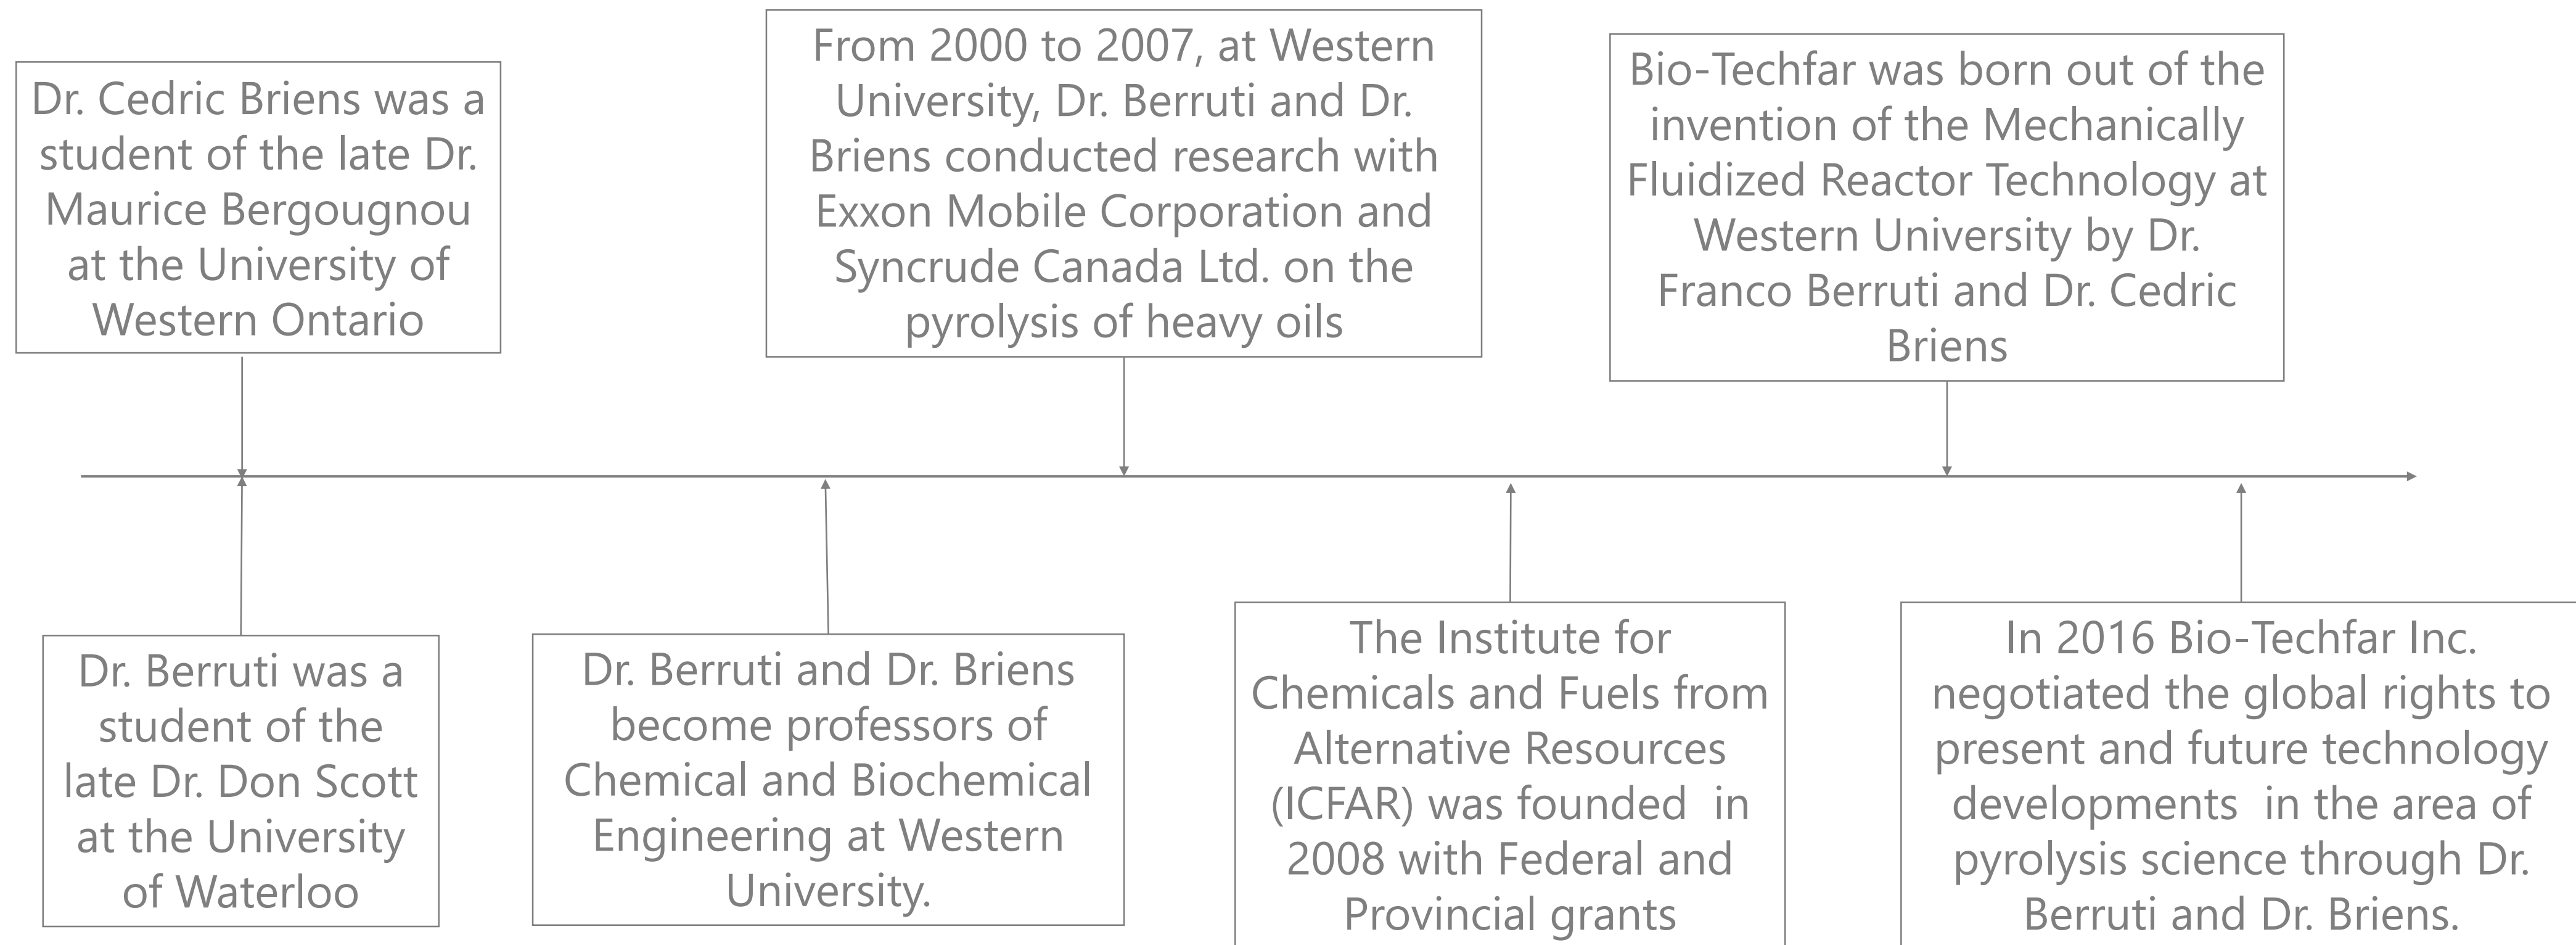 Dr. Cedric Briens was a
student of the late Dr.
Maurice Bergougnou
at the University of
Western Ontario
From 2000 to 2007, at Western
University, Dr. Berruti and Dr.
Briens conducted research with
Exxon Mobile Corporation and
Syncrude Canada Ltd. on the
pyrolysis of heavy oils
Bio-Techfar was born out of the
invention of the Mechanically
Fluidized Reactor Technology at
Western University by Dr.
Franco Berruti and Dr. Cedric
Briens
Dr. Berruti was a
student of the
late Dr. Don Scott
at the University
of Waterloo
Dr. Berruti and Dr. Briens
become professors of
Chemical and Biochemical
Engineering at Western
University.
The Institute for
Chemicals and Fuels from
Alternative Resources
(ICFAR) was founded  in
2008 with Federal and
Provincial grants
In 2016 Bio-Techfar Inc.
negotiated the global rights to
present and future technology
developments  in the area of
pyrolysis science through Dr.
Berruti and Dr. Briens.